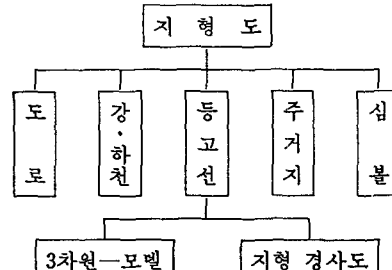 지 형 도
도로
강·하천
등고선
주거지
심볼
3차원—모델
지형 경사도